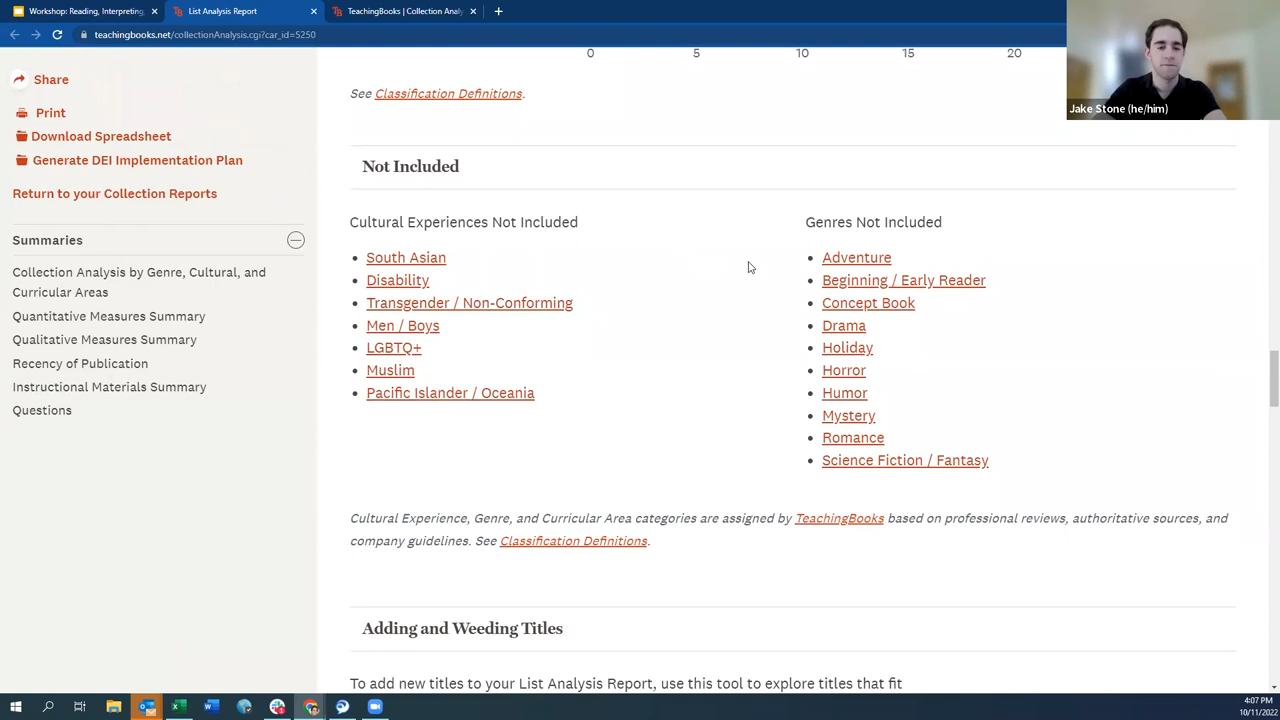 Workshop: Reading, Interpreting,
List Analysis Report
TeachingBooks | Collection Analy
teachingbooks.net/collectionAnalysis.cgi?car_id=5250
Jake Stone (he/him)
Share
Print
Download Spreadsheet
Generate DEI Implementation Plan
Return to your Collection Reports
Summaries
Collection Analysis by Genre, Cultural, and
Curricular Areas
Quantitative Measures Summary
Qualitative Measures Summary
Recency of Publication
Instructional Materials Summary
Questions
0 5 10 15 20
See Classification Definitions.
Not Included
Cultural Experiences Not Included
South Asian
Disability
Transgender / Non-Conforming
Men / Boys
LGBTQ+
Muslim
Pacific Islander / Oceania
Genres Not Included
Adventure
Beginning / Early Reader
Concept Book
Drama
Holiday
Horror
Humor
Mystery
Romance
Science Fiction / Fantasy
Cultural Experience, Genre, and Curricular Area categories are assigned by TeachingBooks based on professional reviews, authoritative sources, and
company guidelines. See Classification Definitions.
Adding and Weeding Titles
To add new titles to your List Analysis Report, use this tool to explore titles that fit
4:07 PM
10/11/2022